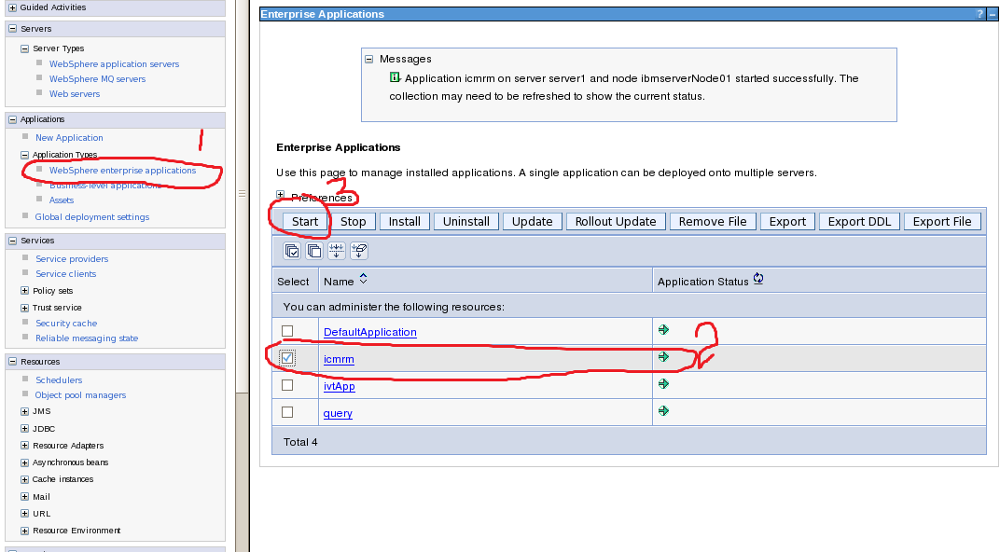 Guided Activities
Servers
Server Types
WebSphere application servers
WebSphere MQ servers
Web servers
Applications
New Application
1
Application Types
WebSphere enterprise applications
Business-level applications
Assets
Global deployment settings
Services
Service providers
Service clients
Policy sets
Trust service
Security cache
Reliable messaging state
Resources
Schedulers
Object pool managers
JMS
JDBC
Resource Adapters
Asynchronous beans
Cache instances
Mail
URL
Resource Environment
Enterprise Applications ? –
Messages
Application icmrm on server server1 and node ibmserverNode01 started successfully. The
collection may need to be refreshed to show the current status.
Enterprise Applications
Use this page to manage installed applications. A single application can be deployed onto multiple servers.
Preferences
3
Start Stop Install Uninstall Update Rollout Update Remove File Export Export DDL Export File
Select Name Application Status
You can administer the following resources:
DefaultApplication
icmrm
2
ivtApp
query
Total 4